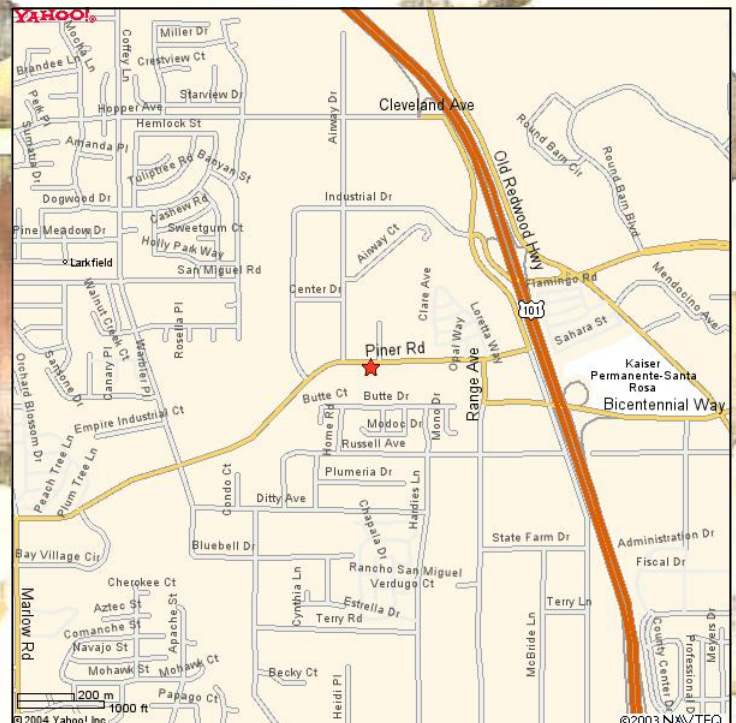 YAHOO!®
Mocha Ln
Coffey Ln
Miller Dr
Brandee Ln
Crestview Ct
Starview Dr
Hopper Ave
Hemlock St
Airway Dr
Cleveland Ave
Amanda Pl
Tuliptree Rd
Banyan St
Round Barn Cir
Round Barn Blvd
Old Redwood Hwy
Dogwood Dr
Cashew Rd
Sweetgum Ct
Industrial Dr
Pine Meadow Dr
Holly Park Way
Airway Ct
Larkfield
San Miguel Rd
Flamingo Rd
Mendocino Ave
Center Dr
Clare Ave
101
Walnut Creek Ct
Rosella Pl
Opal Way
Loretta Way
Sahara St
Sansone Dr
Canary Pl
Warbler Pl
Piner Rd
Range Ave
Kaiser
Permanente-Santa
Rosa
Orchard Blossom Dr
Butte Ct
Butte Dr
Bicentennial Way
Empire Industrial Ct
Home Rd
Modoc Dr
Mono Dr
Russell Ave
Peach Tree Ln
Plum Tree Ln
Condo Ct
Plumeria Dr
Hardies Ln
Ditty Ave
Chapala Dr
Bay Village Cir
Bluebell Dr
State Farm Dr
Administration Dr
Fiscal Dr
Marlow Rd
Cherokee Ct
Cynthia Ln
Rancho San Miguel
Verdugo Ct
Aztec St
Apache St
Estrella Dr
Terry Ln
Comanche St
Terry Rd
Navajo St
McBride Ln
County Center Dr
Professional Dr
Meyers Dr
Mohawk St
Mohawk Ct
Becky Ct
Heidi Pl
Papago Ct
200 m
1000 ft
©2004 Yahoo! Inc
©2003 NAVTEQ